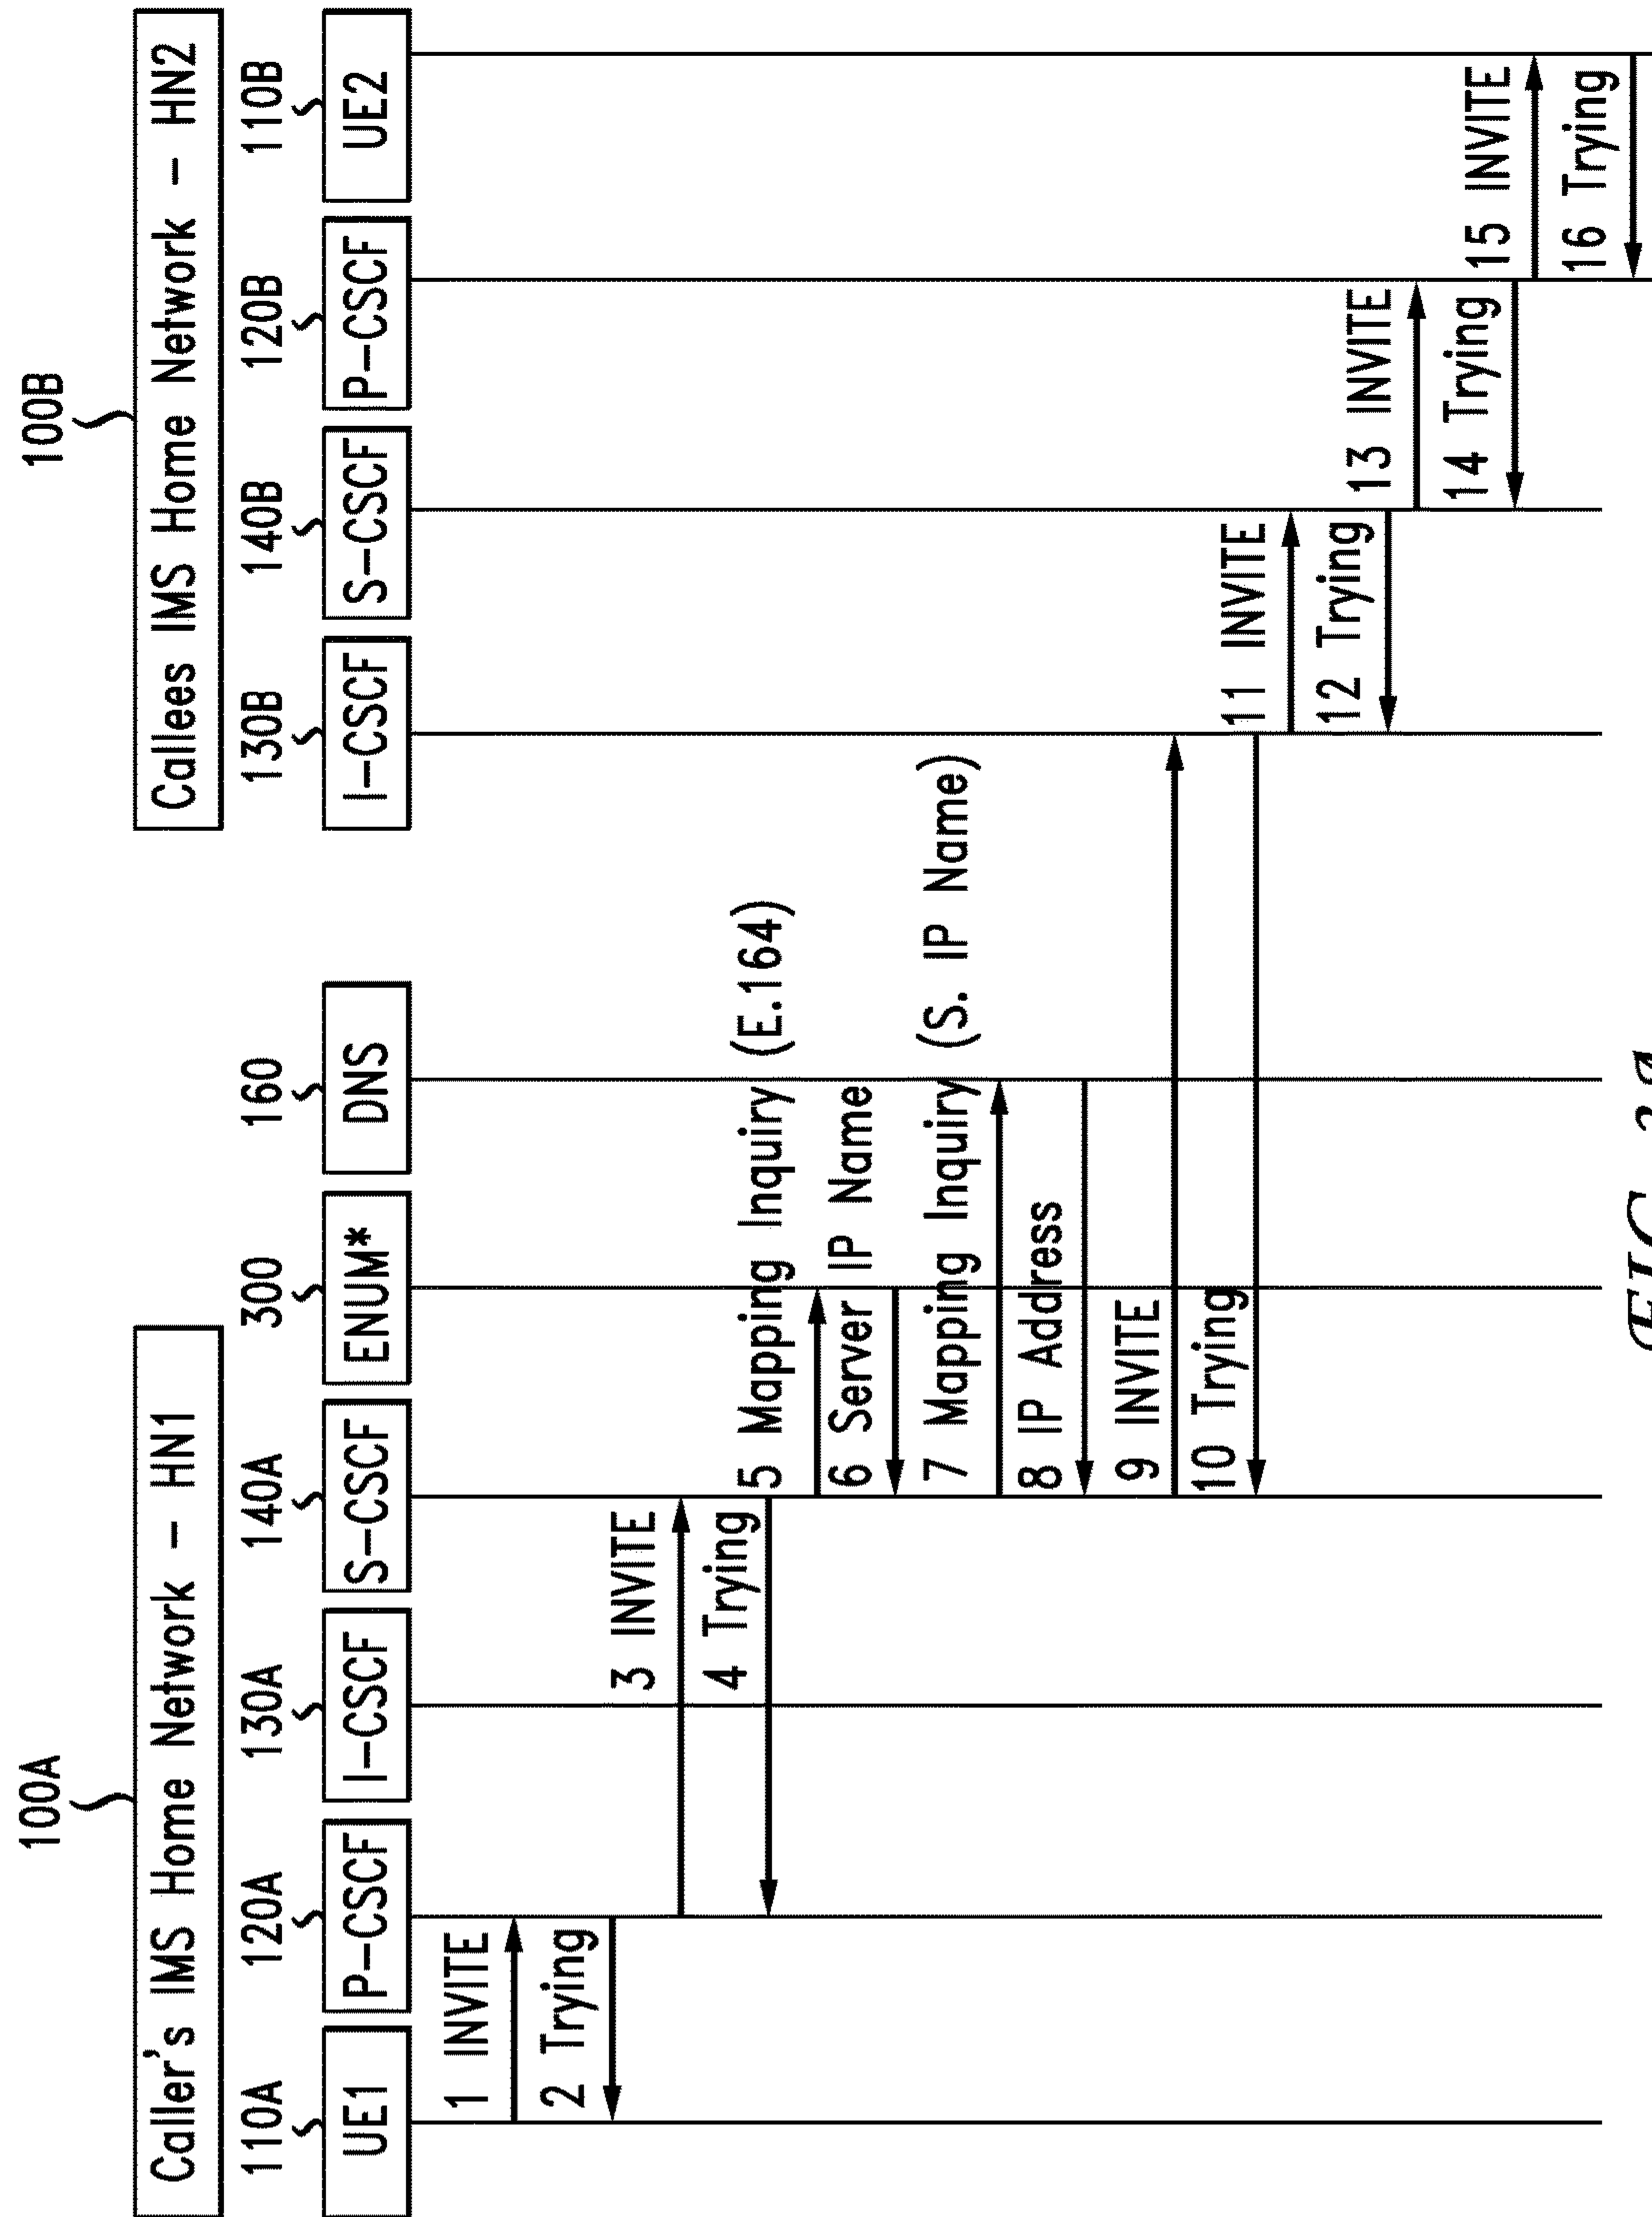 100A
100B
Caller's IMS Home Network – HN1
Callees IMS Home Network – HN2
110A
120A
130A
140A
300
160
130B
140B
120B
110B
UE1
P–CSCF
I–CSCF
S–CSCF
ENUM*
DNS
I–CSCF
S–CSCF
P–CSCF
UE2
1 INVITE
2 Trying
3 INVITE
4 Trying
5 Mapping Inquiry (E.164)
6 Server IP Name
7 Mapping Inquiry (S. IP Name)
8 IP Address
9 INVITE
10 Trying
11 INVITE
12 Trying
13 INVITE
14 Trying
15 INVITE
16 Trying